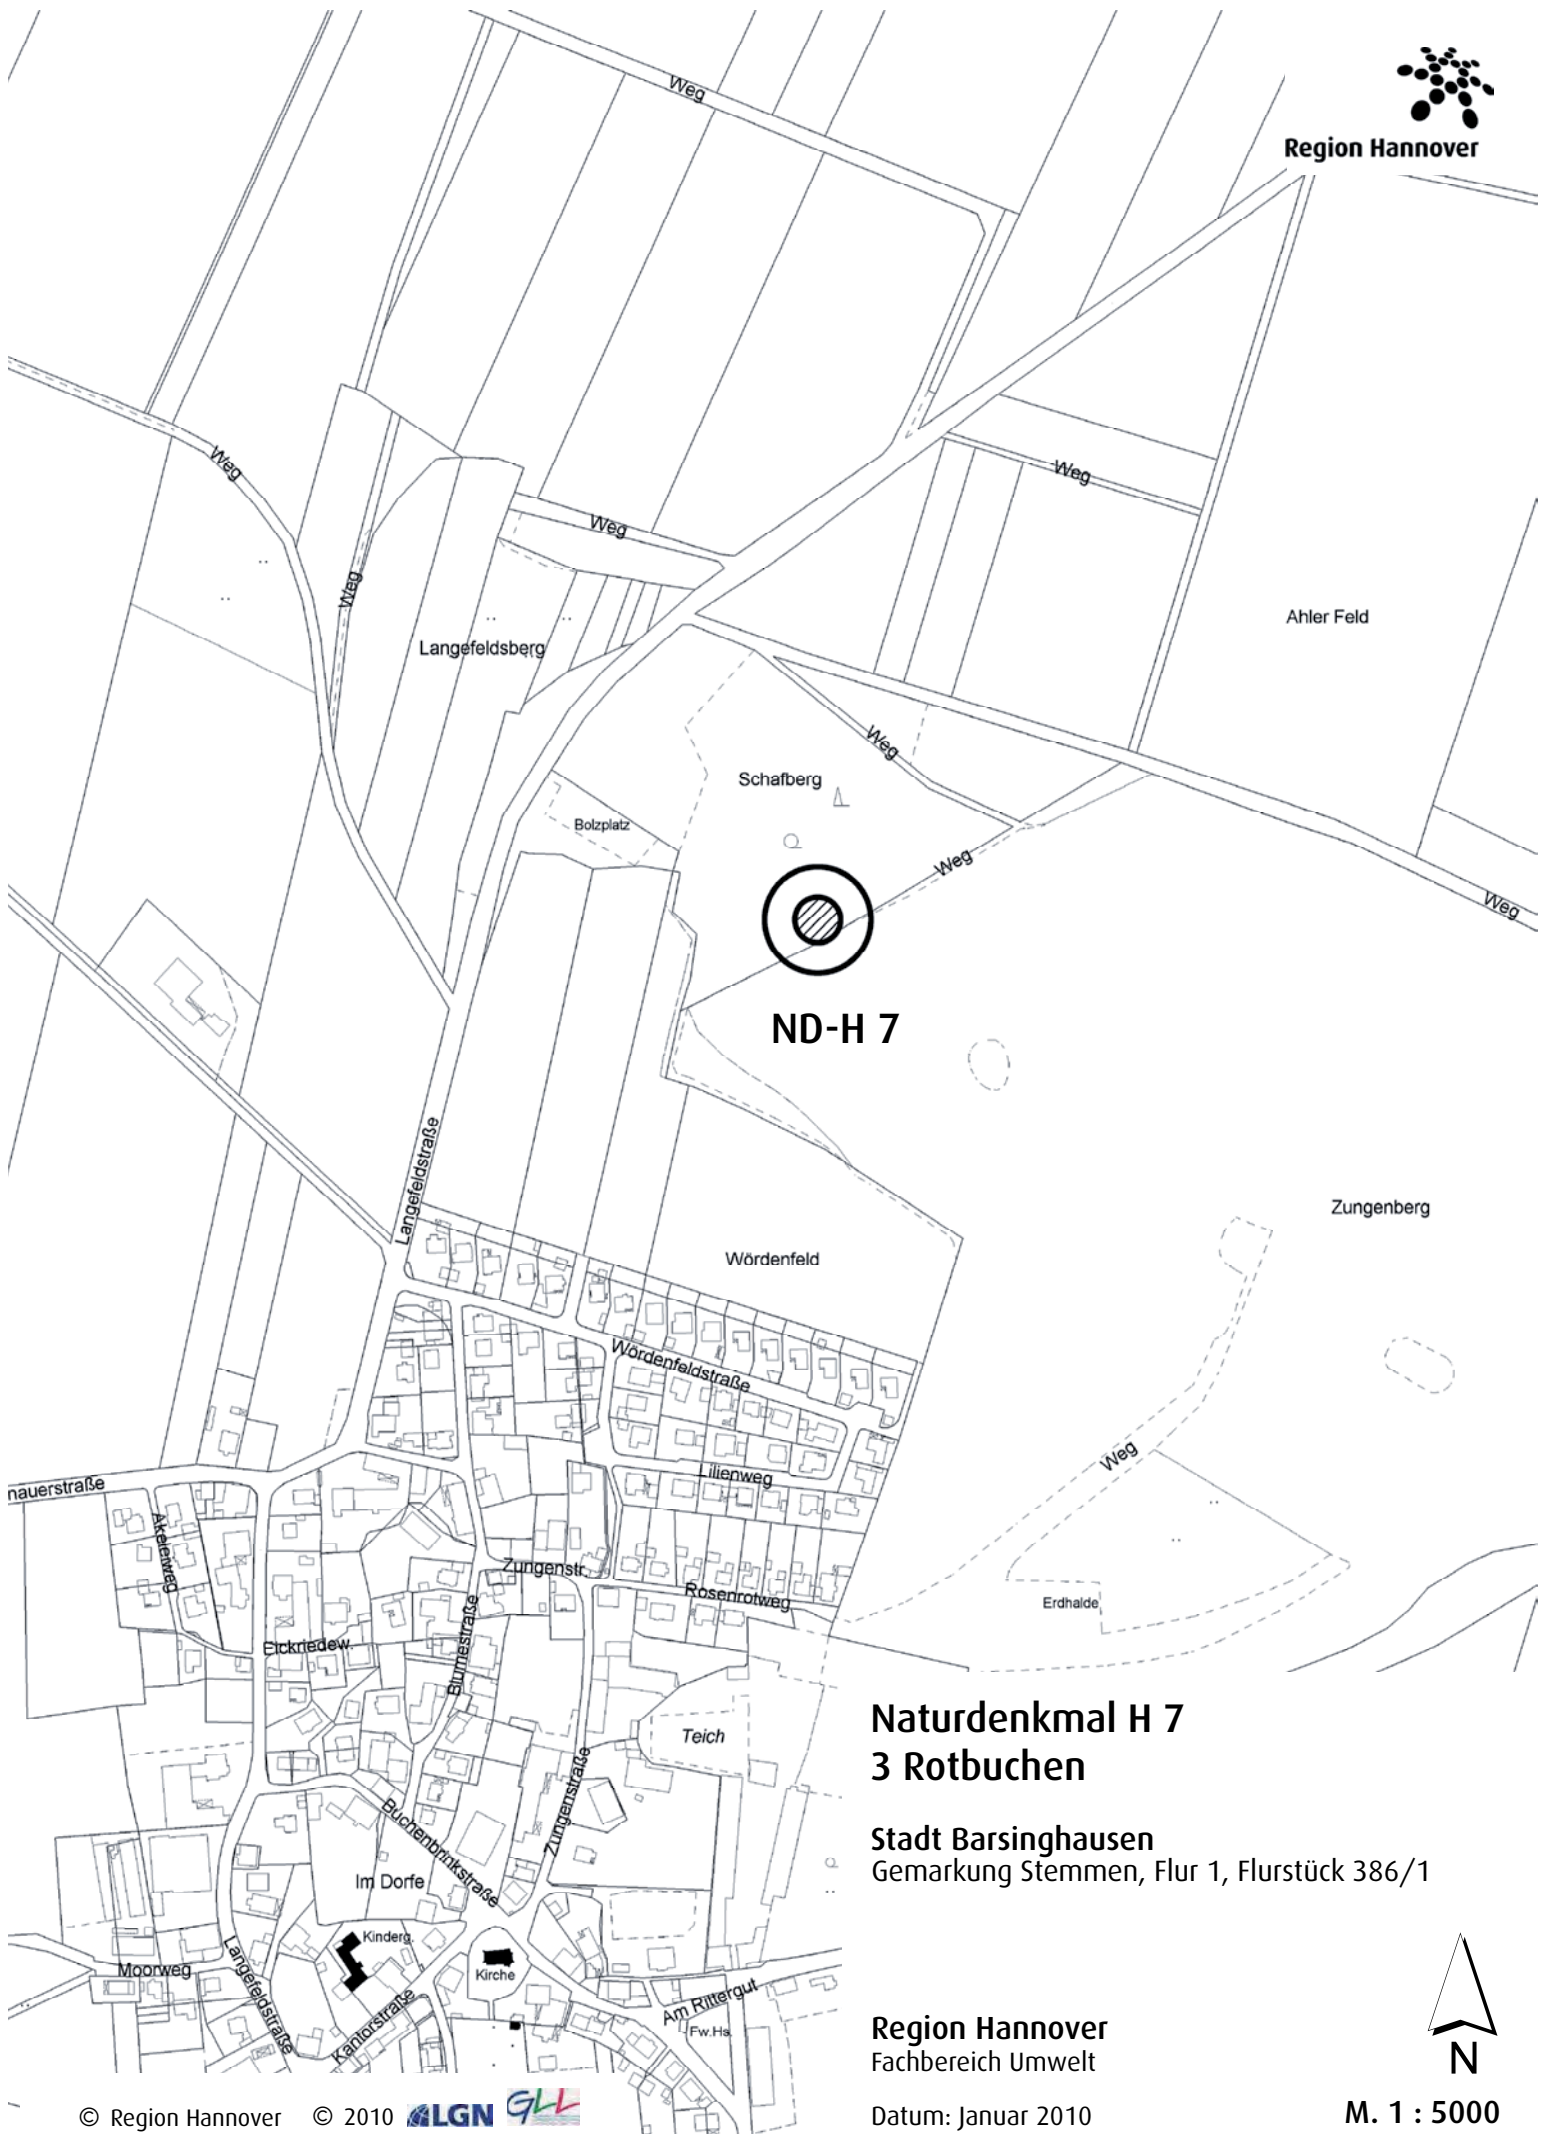 Weg
Region Hannover
Weg
Weg
Weg
Weg
Ahler Feld
Langefeldsberg
Weg
Schafberg
Bolzplatz
Weg
Weg
ND-H 7
Langefeldstraße
Zungenberg
Wördenfeld
Wördenfeldstraße
Weg
Lilienweg
nauerstraße
Akeleiweg
Zungenstr.
Rosenrotweg
Erdhalde
Blumestraße
Eickriedew.
Naturdenkmal H 7
3 Rotbuchen
Teich
Zungenstraße
Buchenbrinkstraße
Stadt Barsinghausen
Gemarkung Stemmen, Flur 1, Flurstück 386/1
Im Dorfe
Kinderg.
Kirche
Moorweg
Langefeldstraße
Kantorstraße
Am Rittergut
Fw.Hs.
Region Hannover
Fachbereich Umwelt
N
© Region Hannover © 2010 LGN GLL
Datum: Januar 2010
M. 1 : 5000